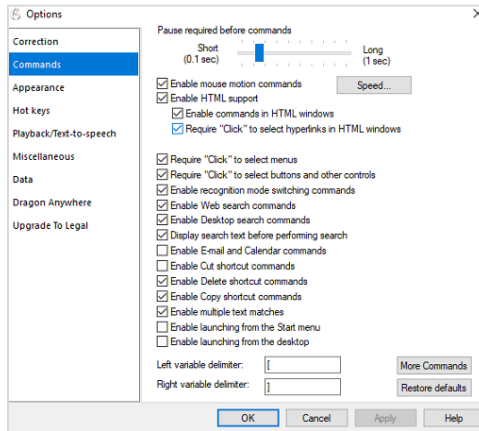 Options
Correction
Commands
Appearance
Hot keys
Playback/Text-to-speech
Miscellaneous
Data
Dragon Anywhere
Upgrade To Legal
Pause required before commands
Short
(0.1 sec)
Long
(1 sec)
Enable mouse motion commands
Speed...
Enable HTML support
Enable commands in HTML windows
Require "Click" to select hyperlinks in HTML windows
Require "Click" to select menus
Require "Click" to select buttons and other controls
Enable recognition mode switching commands
Enable Web search commands
Enable Desktop search commands
Display search text before performing search
Enable E-mail and Calendar commands
Enable Cut shortcut commands
Enable Delete shortcut commands
Enable Copy shortcut commands
Enable multiple text matches
Enable launching from the Start menu
Enable launching from the desktop
Left variable delimiter: [
More Commands
Right variable delimiter: ]
Restore defaults
OK Cancel Apply Help